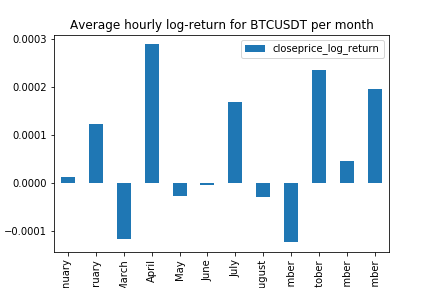 Average hourly log-return for BTCUSDT per month
closeprice_log_return
0.0003
0.0002
0.0001
0.0000
−0.0001
nuary
ruary
March
April
May
June
July
ugust
mber
tober
mber
mber